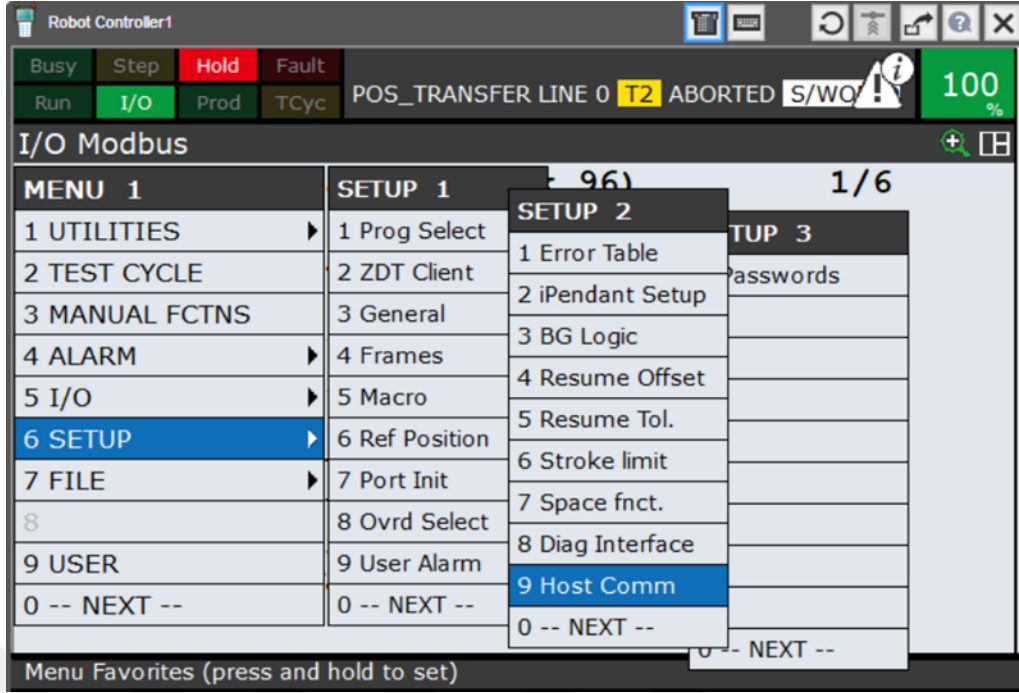 Robot Controller1
Busy Step Hold Fault
Run I/O Prod TCyc
POS_TRANSFER LINE 0 T2 ABORTED
100
%
I/O Modbus
96) 1/6
MENU 1
1 UTILITIES
2 TEST CYCLE
3 MANUAL FCTNS
4 ALARM
5 I/O
6 SETUP
7 FILE
8
9 USER
0 -- NEXT --
SETUP 1
1 Prog Select
2 ZDT Client
3 General
4 Frames
5 Macro
6 Ref Position
7 Port Init
8 Ovrd Select
9 User Alarm
0 -- NEXT --
SETUP 2
1 Error Table
2 iPendant Setup
3 BG Logic
4 Resume Offset
5 Resume Tol.
6 Stroke limit
7 Space fnct.
8 Diag Interface
9 Host Comm
0 -- NEXT --
TUP 3
Passwords
-- NEXT --
Menu Favorites (press and hold to set)